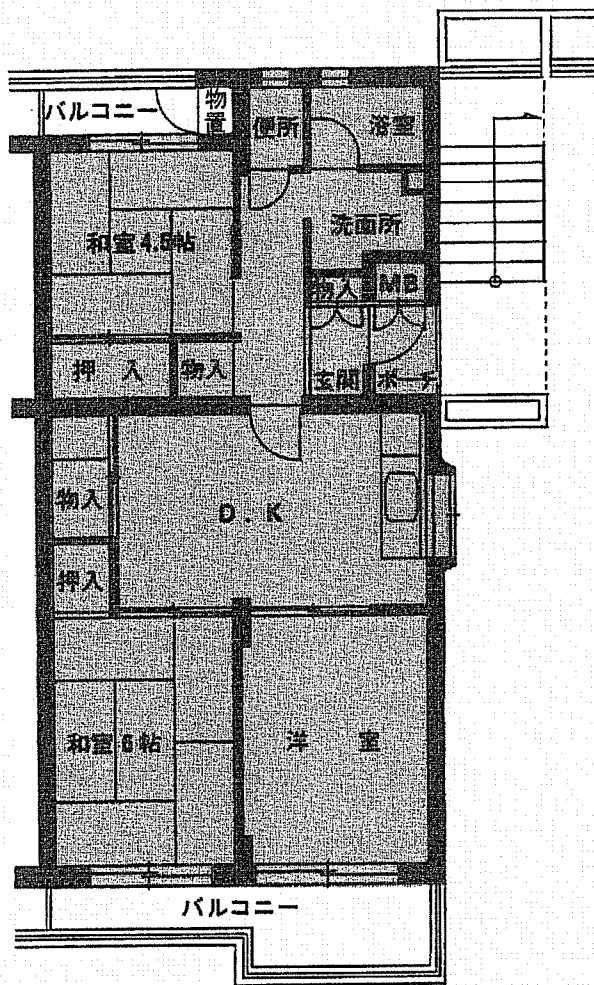 バルコニー
物置
便所
浴室
和室4.5帖
洗面所
物入
MB
押入
物入
玄関
ポーチ
物入
D.K
押入
和室6帖
洋室
バルコニー